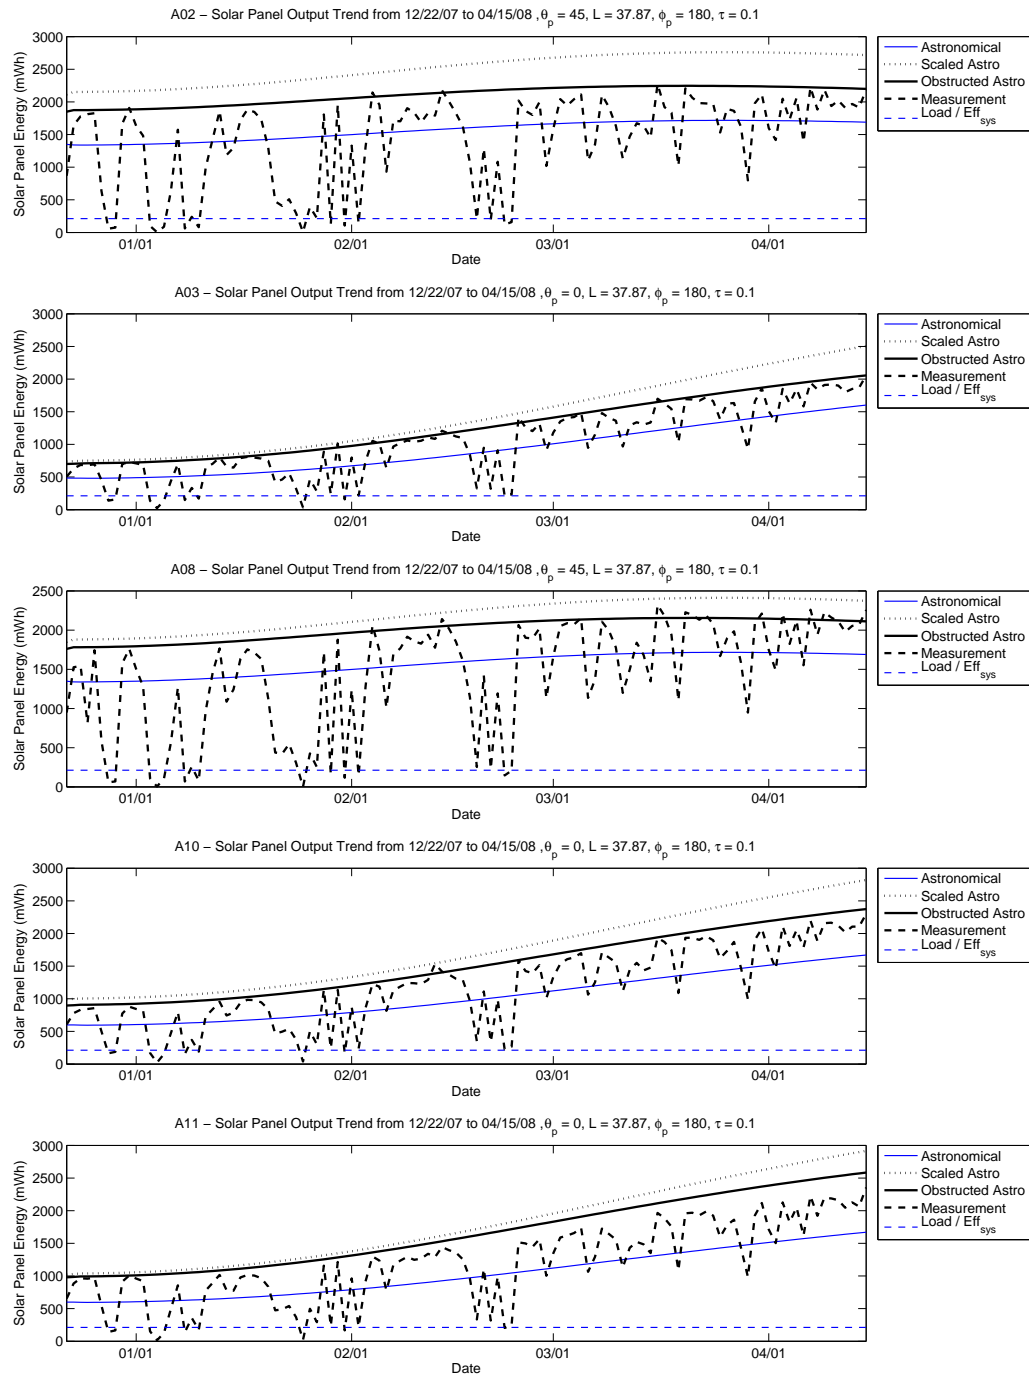 A02 – Solar Panel Output Trend from 12/22/07 to 04/15/08 ,θp = 45, L = 37.87, ϕp = 180, τ = 0.1
Solar Panel Energy (mWh)
3000
2500
2000
1500
1000
500
0
01/01 02/01 03/01 04/01
Date
Astronomical
Scaled Astro
Obstructed Astro
Measurement
Load / Effsys
A03 – Solar Panel Output Trend from 12/22/07 to 04/15/08 ,θp = 0, L = 37.87, ϕp = 180, τ = 0.1
Solar Panel Energy (mWh)
3000
2500
2000
1500
1000
500
0
01/01 02/01 03/01 04/01
Date
Astronomical
Scaled Astro
Obstructed Astro
Measurement
Load / Effsys
A08 – Solar Panel Output Trend from 12/22/07 to 04/15/08 ,θp = 45, L = 37.87, ϕp = 180, τ = 0.1
Solar Panel Energy (mWh)
2500
2000
1500
1000
500
0
01/01 02/01 03/01 04/01
Date
Astronomical
Scaled Astro
Obstructed Astro
Measurement
Load / Effsys
A10 – Solar Panel Output Trend from 12/22/07 to 04/15/08 ,θp = 0, L = 37.87, ϕp = 180, τ = 0.1
Solar Panel Energy (mWh)
3000
2500
2000
1500
1000
500
0
01/01 02/01 03/01 04/01
Date
Astronomical
Scaled Astro
Obstructed Astro
Measurement
Load / Effsys
A11 – Solar Panel Output Trend from 12/22/07 to 04/15/08 ,θp = 0, L = 37.87, ϕp = 180, τ = 0.1
Solar Panel Energy (mWh)
3000
2500
2000
1500
1000
500
0
01/01 02/01 03/01 04/01
Date
Astronomical
Scaled Astro
Obstructed Astro
Measurement
Load / Effsys